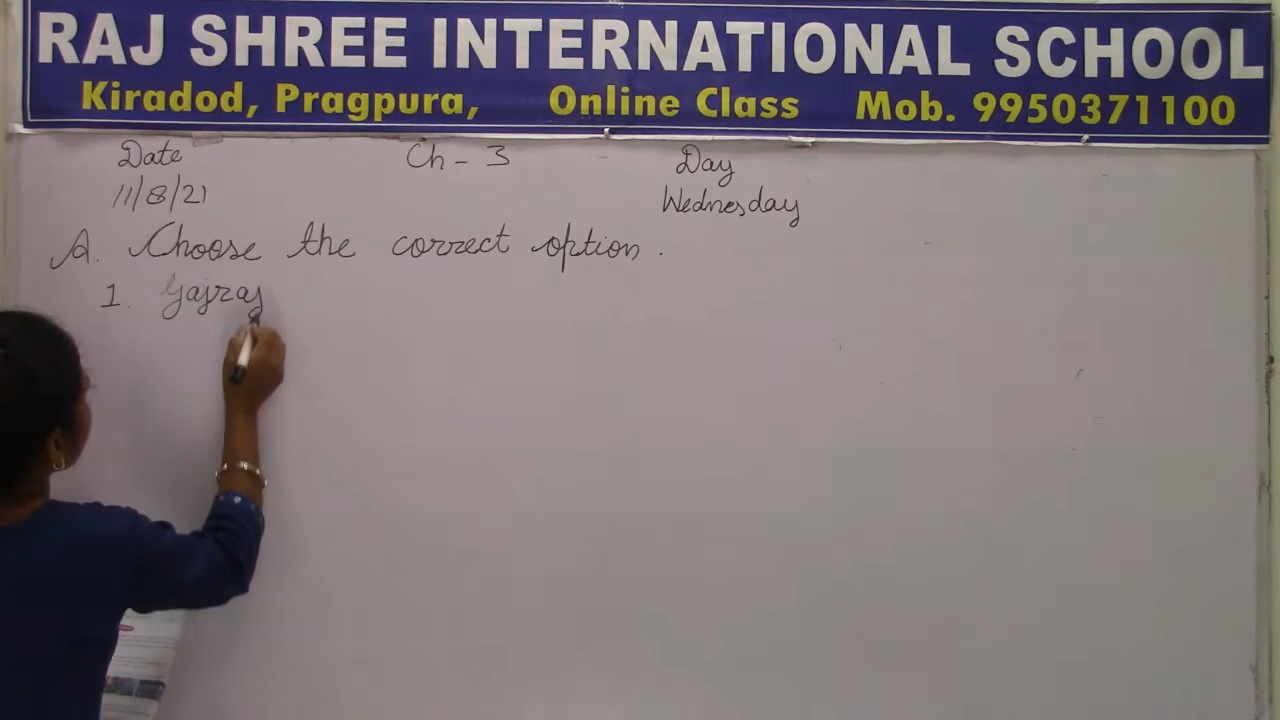 RAJ SHREE INTERNATIONAL SCHOOL
Kiradod, Pragpura, Online Class Mob. 9950371100
Date Ch - 3 Day
11/8/21 Wednesday
A. Choose the correct option.
1. Gajraj